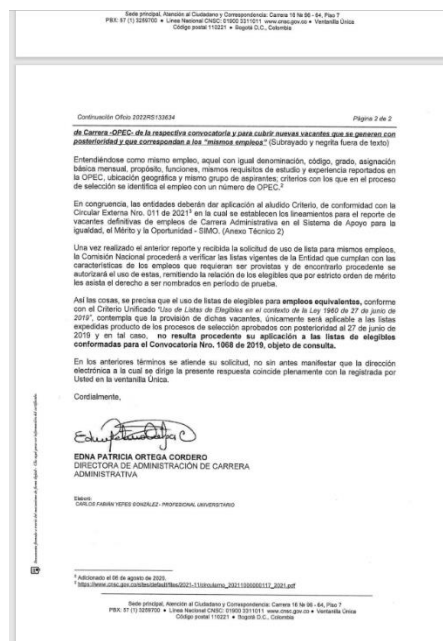 Sede principal, Atención al Ciudadano y Correspondencia: Carrera 16 Nº 96 - 64, Piso 7
PBX: 57 (1) 3259700 • Línea Nacional CNSC: 01900 3311011 www.cnsc.gov.co • Ventanilla Única
Código postal 110221 • Bogotá D.C., Colombia
Continuación Oficio 2022RS133634 Página 2 de 2
de Carrera -OPEC- de la respectiva convocatoria y para cubrir nuevas vacantes que se generen con
posterioridad y que correspondan a los "mismos empleos" (Subrayado y negrita fuera de texto)
Entendiéndose como mismo empleo, aquel con igual denominación, código, grado, asignación
básica mensual, propósito, funciones, mismos requisitos de estudio y experiencia reportados en
la OPEC, ubicación geográfica y mismo grupo de aspirantes; criterios con los que en el proceso
de selección se identifica el empleo con un número de OPEC.2
En congruencia, las entidades deberán dar aplicación al aludido Criterio, de conformidad con la
Circular Externa Nro. 011 de 20213 en la cual se establecen los lineamientos para el reporte de
vacantes definitivas de empleos de Carrera Administrativa en el Sistema de Apoyo para la
igualdad, el Mérito y la Oportunidad - SIMO. (Anexo Técnico 2)
Una vez realizado el anterior reporte y recibida la solicitud de uso de lista para mismos empleos,
la Comisión Nacional procederá a verificar las listas vigentes de la Entidad que cumplan con las
características de los empleos que requieren ser provistas y de encontrarlo procedente se
autorizará el uso de estas, remitiendo la relación de los elegibles que por estricto orden de mérito
les asista el derecho a ser nombrados en período de prueba.
Así las cosas, se precisa que el uso de listas de elegibles para empleos equivalentes, conforme
con el Criterio Unificado "Uso de Listas de Elegibles en el contexto de la Ley 1960 de 27 de junio de
2019", contempla que la provisión de dichas vacantes, únicamente será aplicable a las listas
expedidas producto de los procesos de selección aprobados con posterioridad al 27 de junio de
2019 y en tal caso, no resulta procedente su aplicación a las listas de elegibles
conformadas para el Convocatoria Nro. 1068 de 2019, objeto de consulta.
En los anteriores términos se atiende su solicitud, no sin antes manifestar que la dirección
electrónica a la cual se dirige la presente respuesta coincide plenamente con la registrada por
Usted en la ventanilla Única.
Cordialmente,
EDNA PATRICIA ORTEGA CORDERO
DIRECTORA DE ADMINISTRACIÓN DE CARRERA
ADMINISTRATIVA
Elaboró:
CARLOS FABIÁN YEPES GONZÁLEZ - PROFESIONAL UNIVERSITARIO
2 Adicionado el 06 de agosto de 2020.
Sede principal, Atención al Ciudadano y Correspondencia: Carrera 16 Nº 96 - 64, Piso 7
PBX: 57 (1) 3259700 • Línea Nacional CNSC: 01900 3311011 www.cnsc.gov.co • Ventanilla Única
Código postal 110221 • Bogotá D.C., Colombia